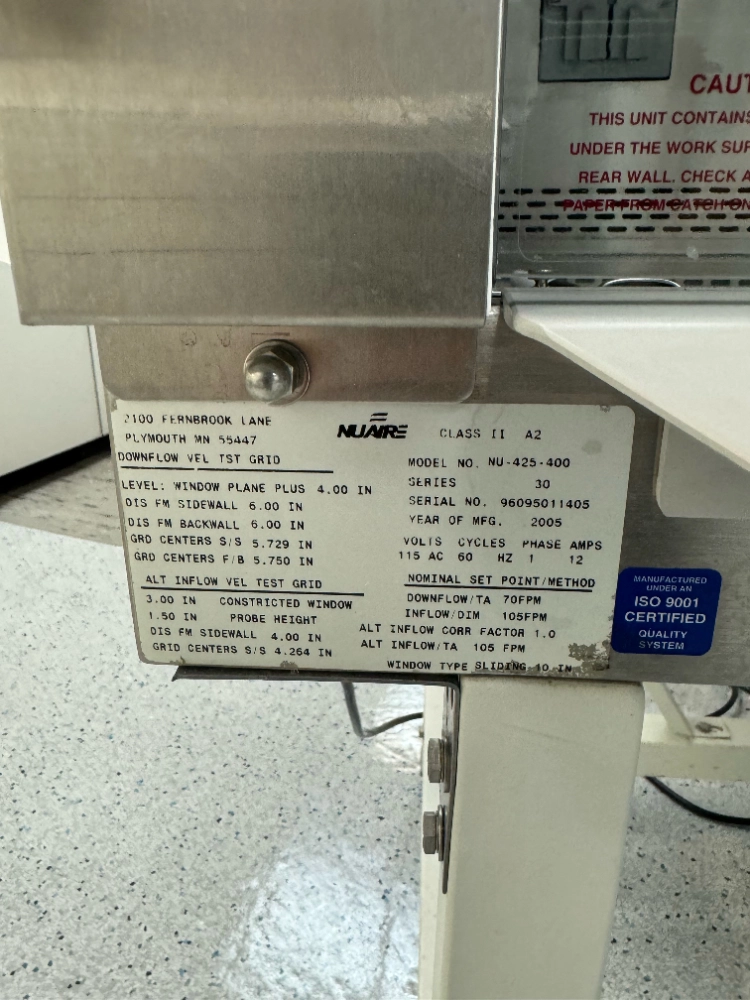 CAUT
THIS UNIT CONTAINS
UNDER THE WORK SUR
REAR WALL. CHECK A
PAPER FROM CATCH ON
2100 FERNBROOK LANE
PLYMOUTH MN 55447
NUAIRE
CLASS II A2
DOWNFLOW VEL TST GRID
LEVEL: WINDOW PLANE PLUS 4.00 IN
DIS FM SIDEWALL 6.00 IN
DIS FM BACKWALL 6.00 IN
GRD CENTERS S/S 5.729 IN
GRD CENTERS F/B 5.750 IN
ALT INFLOW VEL TEST GRID
3.00 IN CONSTRICTED WINDOW
1.50 IN PROBE HEIGHT
DIS FM SIDEWALL 4.00 IN
GRID CENTERS S/S 4.264 IN
MODEL NO. NU-425-400
SERIES 30
SERIAL NO. 96095011405
YEAR OF MFG. 2005
VOLTS CYCLES PHASE AMPS
115 AC 60 HZ 1 12
NOMINAL SET POINT/METHOD
DOWNFLOW/TA 70FPM
INFLOW/DIM 105FPM
ALT INFLOW CORR FACTOR 1.0
ALT INFLOW/TA 105 FPM
WINDOW TYPE SLIDING 10 IN
MANUFACTURED
UNDER AN
ISO 9001
CERTIFIED
QUALITY
SYSTEM